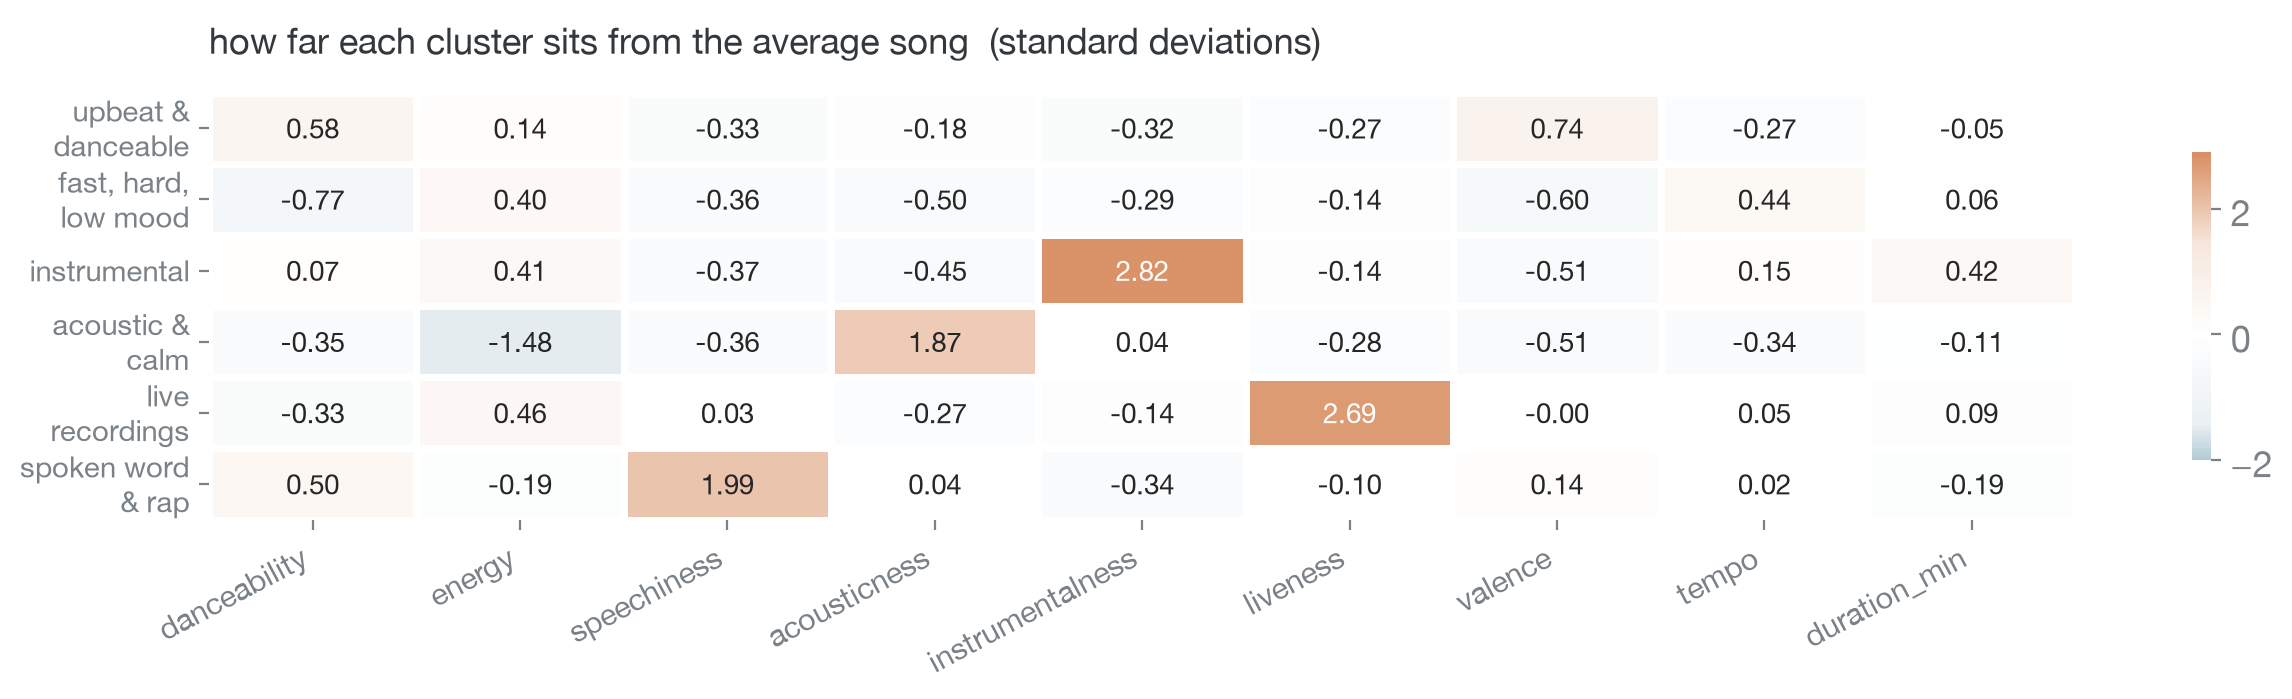 how far each cluster sits from the average song  (standard deviations)
upbeat &
danceable
0.58 0.14 -0.33 -0.18 -0.32 -0.27 0.74 -0.27 -0.05
fast, hard,
low mood
-0.77 0.40 -0.36 -0.50 -0.29 -0.14 -0.60 0.44 0.06
instrumental
0.07 0.41 -0.37 -0.45 2.82 -0.14 -0.51 0.15 0.42
acoustic &
calm
-0.35 -1.48 -0.36 1.87 0.04 -0.28 -0.51 -0.34 -0.11
live
recordings
-0.33 0.46 0.03 -0.27 -0.14 2.69 -0.00 0.05 0.09
spoken word
& rap
0.50 -0.19 1.99 0.04 -0.34 -0.10 0.14 0.02 -0.19
danceability
energy
speechiness
acousticness
instrumentalness
liveness
valence
tempo
duration_min
2
0
−2